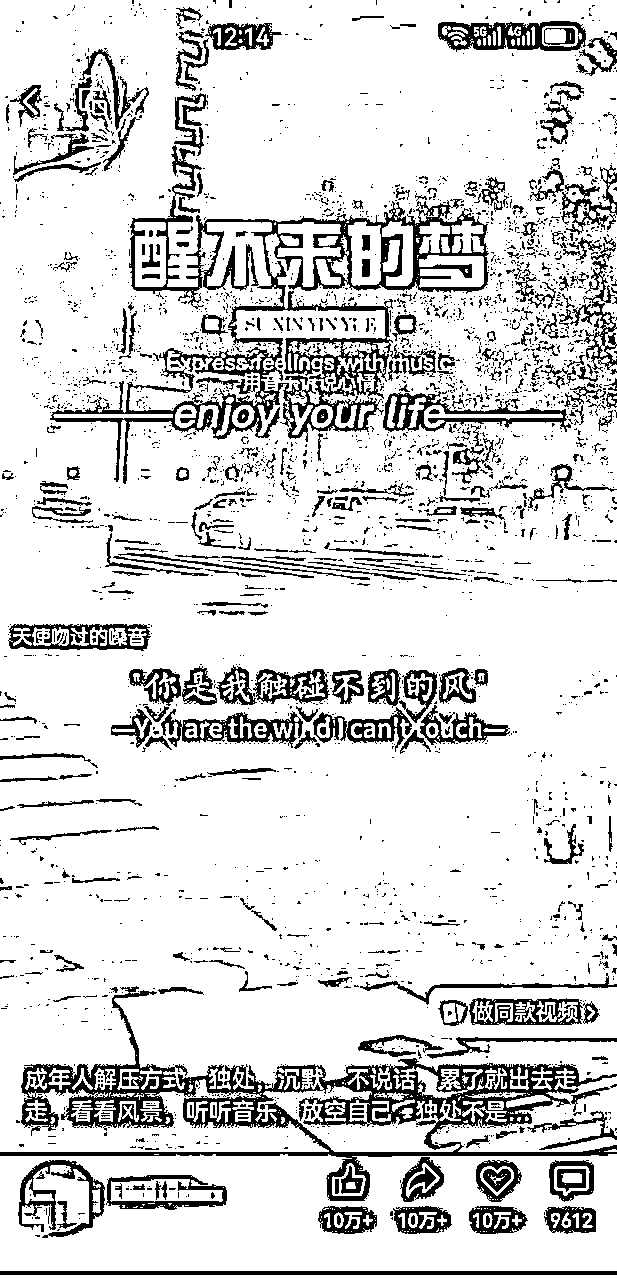 12:14
5G 4G
醒不来的梦
SU XIN YIN YUE
Express feelings with music
用音乐诉说心情
enjoy your life
天使吻过的嗓音
"你是我触碰不到的风"
You are the wind I can't touch
做同款视频
成年人解压方式，独处，沉默，不说话，累了就出去走
走，看看风景，听听音乐，放空自己，独处不是...
10万+ 10万+ 10万+ 9612